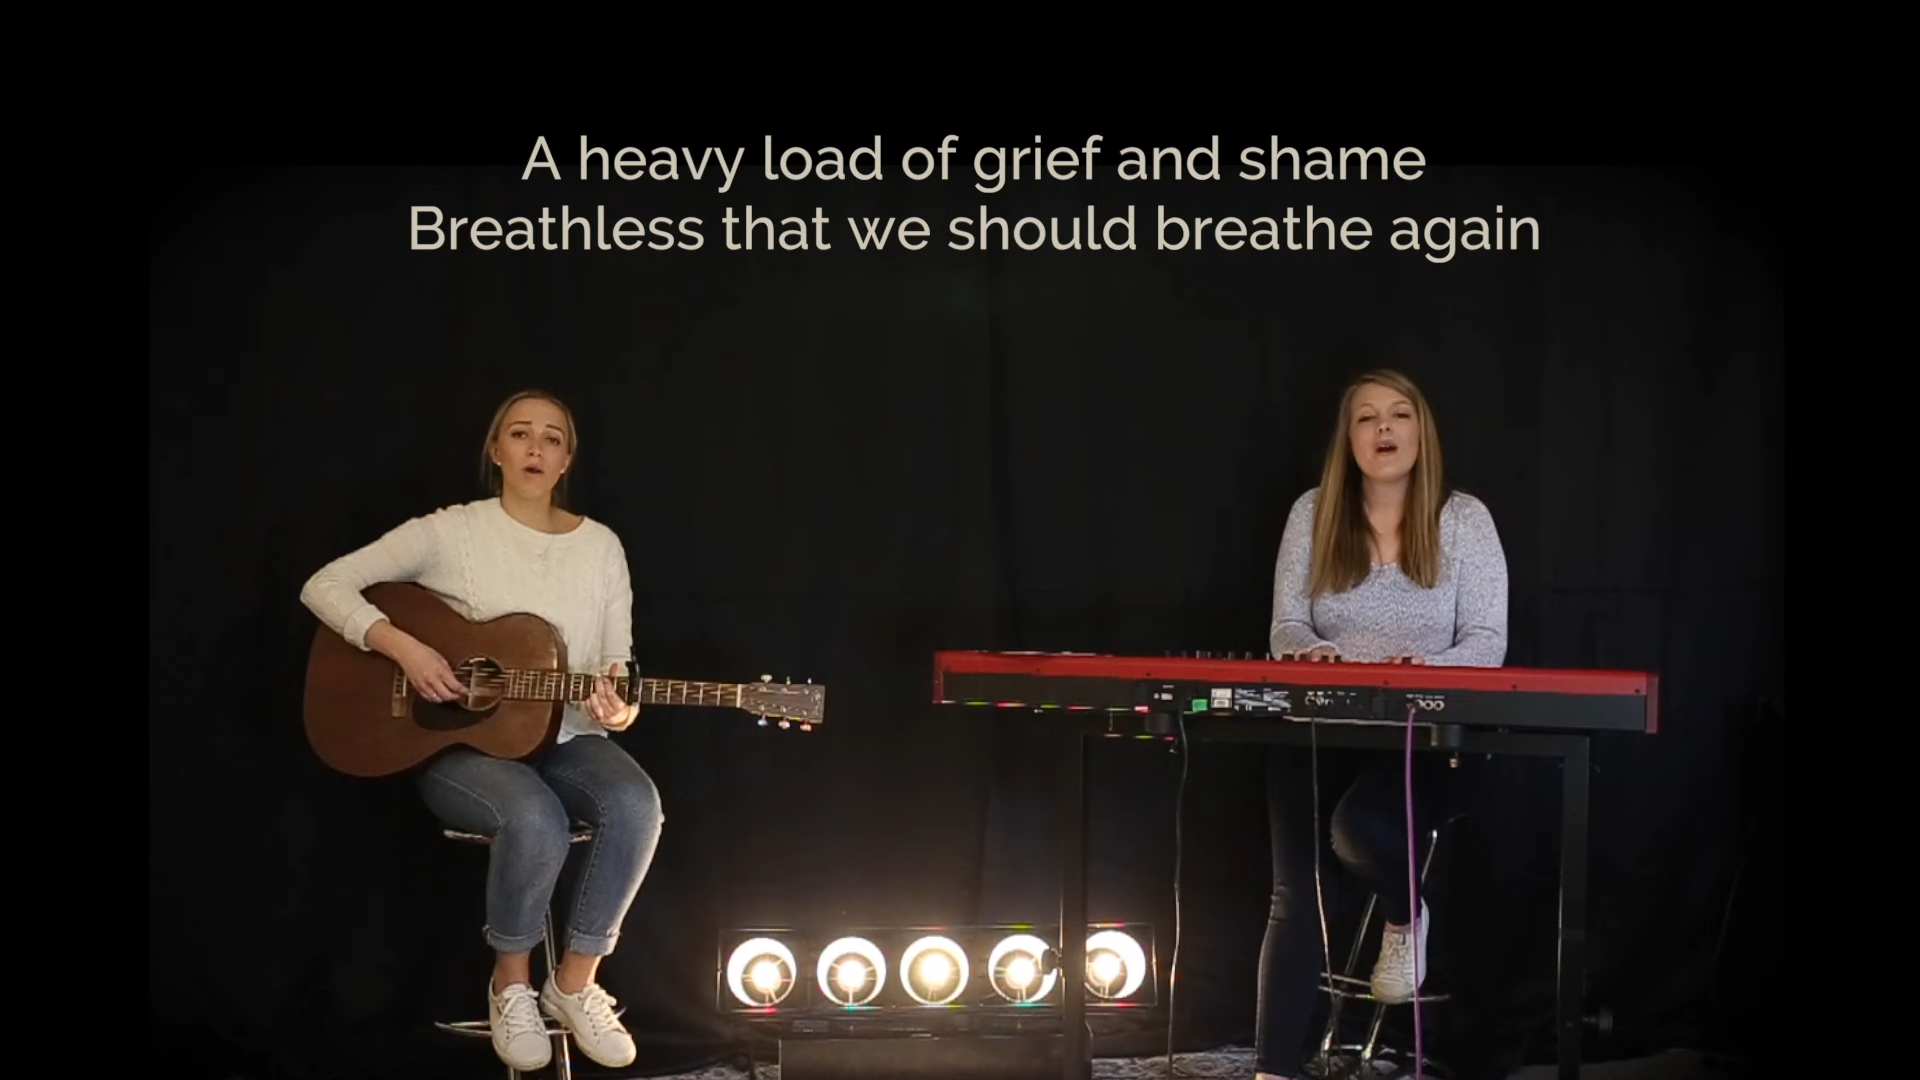 A heavy load of grief and shame
Breathless that we should breathe again